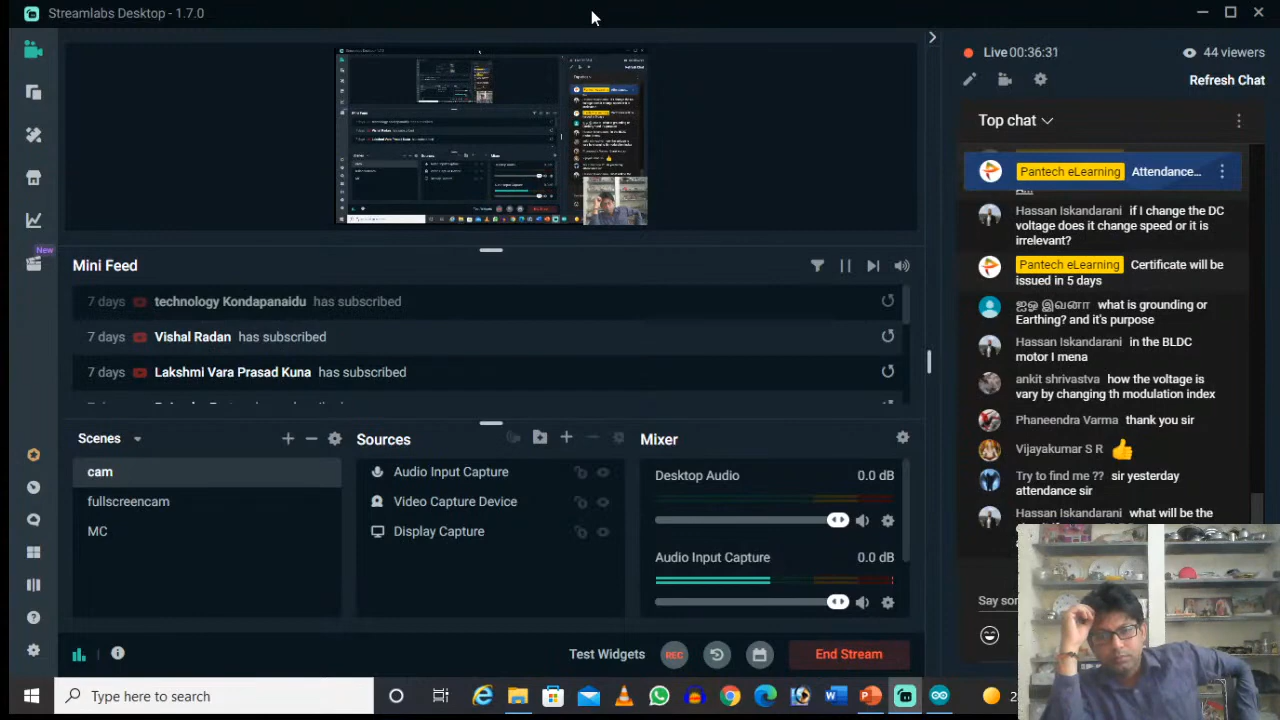 Streamlabs Desktop - 1.7.0
Live 00:36:31
44 viewers
Refresh Chat
Top chat
Pantech eLearning Attendance...
Hassan Iskandarani if I change the DC
voltage does it change speed or it is
irrelevant?
Pantech eLearning Certificate will be
issued in 5 days
what is grounding or
Earthing? and it's purpose
Hassan Iskandarani in the BLDC
motor I mena
ankit shrivastva how the voltage is
vary by changing th modulation index
Phaneendra Varma thank you sir
Vijayakumar S R 👍
Try to find me ?? sir yesterday
attendance sir
Hassan Iskandarani what will be the
Say
New
Mini Feed
7 days technology Kondapanaidu has subscribed
7 days Vishal Radan has subscribed
7 days Lakshmi Vara Prasad Kuna has subscribed
Scenes
cam
fullscreencam
MC
Sources
Audio Input Capture
Video Capture Device
Display Capture
Mixer
Desktop Audio 0.0 dB
Audio Input Capture 0.0 dB
Test Widgets
REC
End Stream
Type here to search